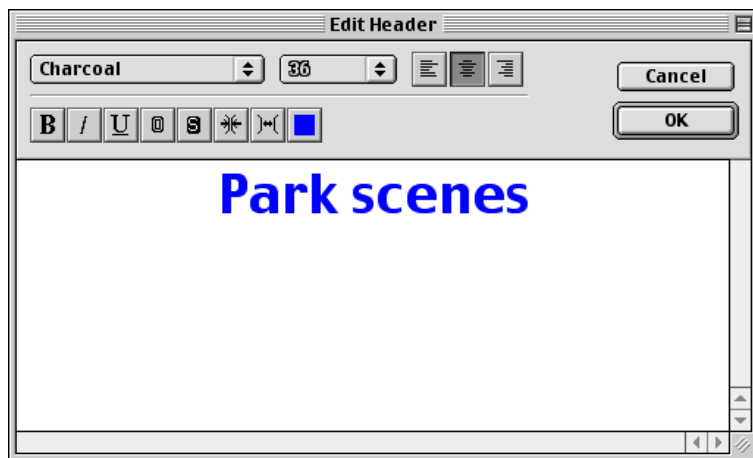 Edit Header
Charcoal 36
Cancel
OK
B I U O S
Park scenes